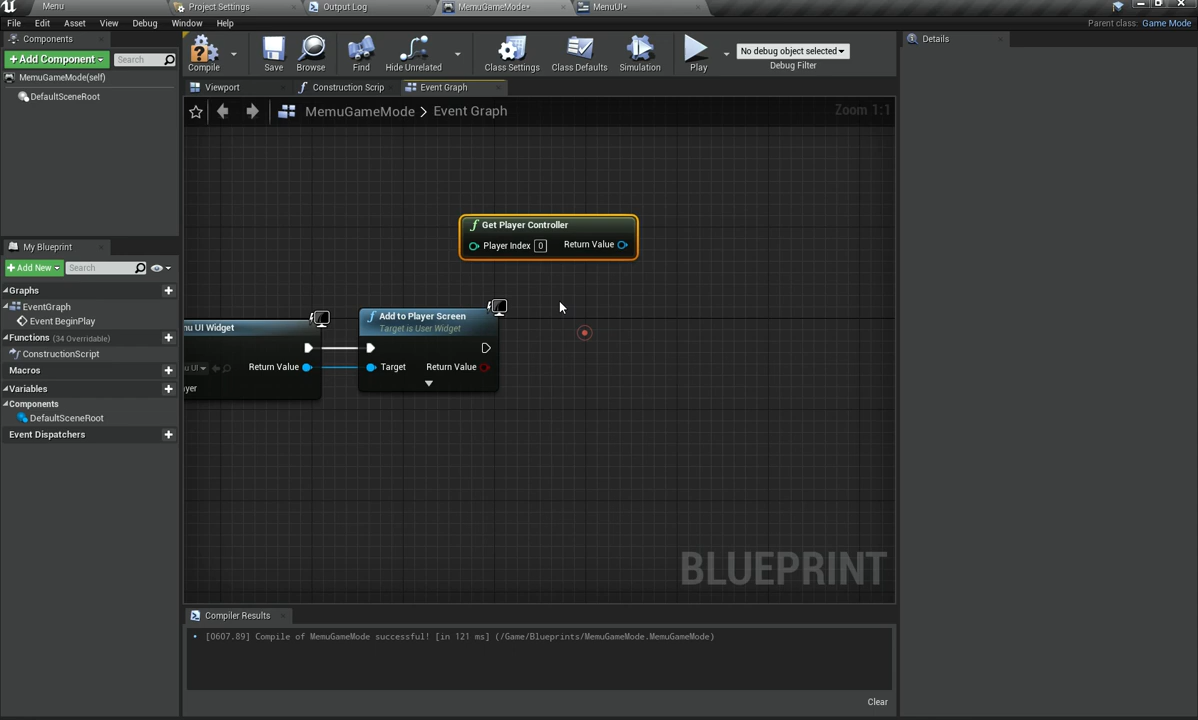 Menu
Project Settings
Output Log
MemuGameMode*
MenuUI*
File
Edit
Asset
View
Debug
Window
Help
Parent class: Game Mode
Components
+ Add Component
Search
MemuGameMode(self)
DefaultSceneRoot
Compile
Save
Browse
Find
Hide Unrelated
Class Settings
Class Defaults
Simulation
Play
No debug object selected
Debug Filter
Details
Viewport
Construction Scrip
Event Graph
MemuGameMode > Event Graph
Zoom 1:1
Get Player Controller
Player Index 0
Return Value
nu UI Widget
Return Value
nu UI
ayer
Add to Player Screen
Target is User Widget
Target
Return Value
BLUEPRINT
My Blueprint
+ Add New
Search
Graphs
EventGraph
Event BeginPlay
Functions (34 Overridable)
ConstructionScript
Macros
Variables
Components
DefaultSceneRoot
Event Dispatchers
Compiler Results
[0607.89] Compile of MemuGameMode successful! [in 121 ms] (/Game/Blueprints/MemuGameMode.MemuGameMode)
Clear